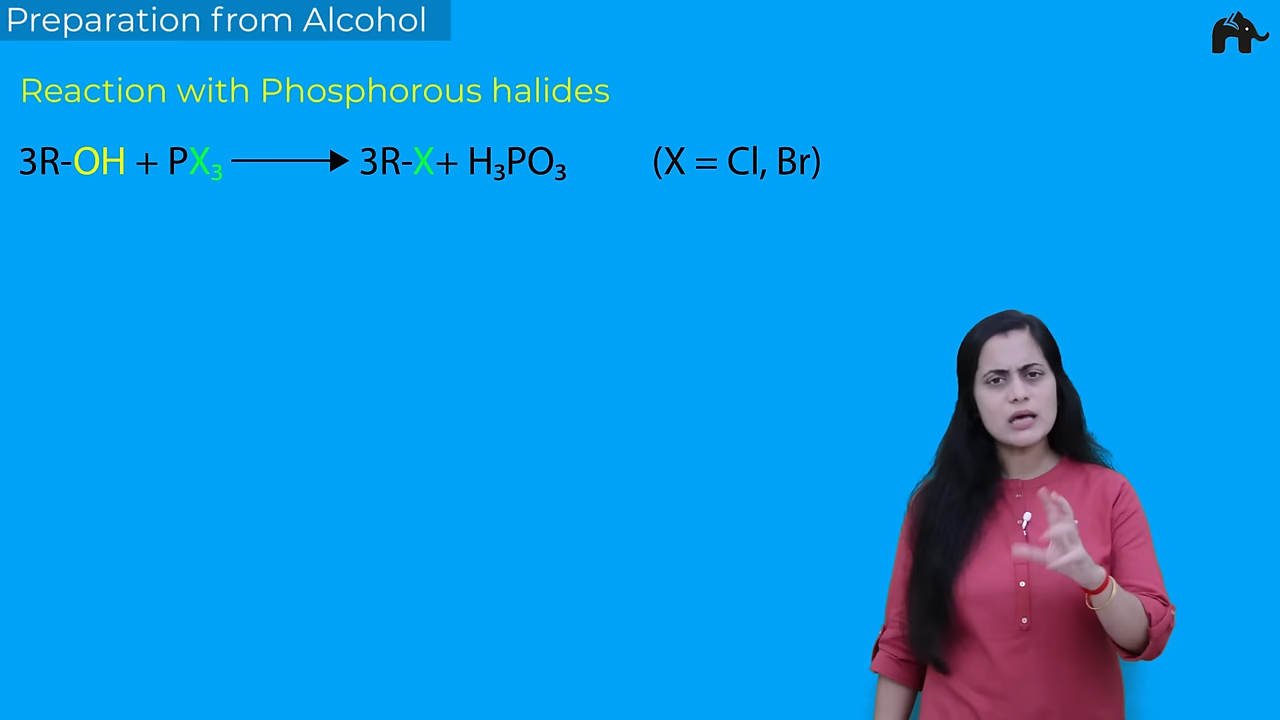 Preparation from Alcohol
Reaction with Phosphorous halides
3R-OH + PX₃ ⟶ 3R-X+ H₃PO₃ (X = Cl, Br)